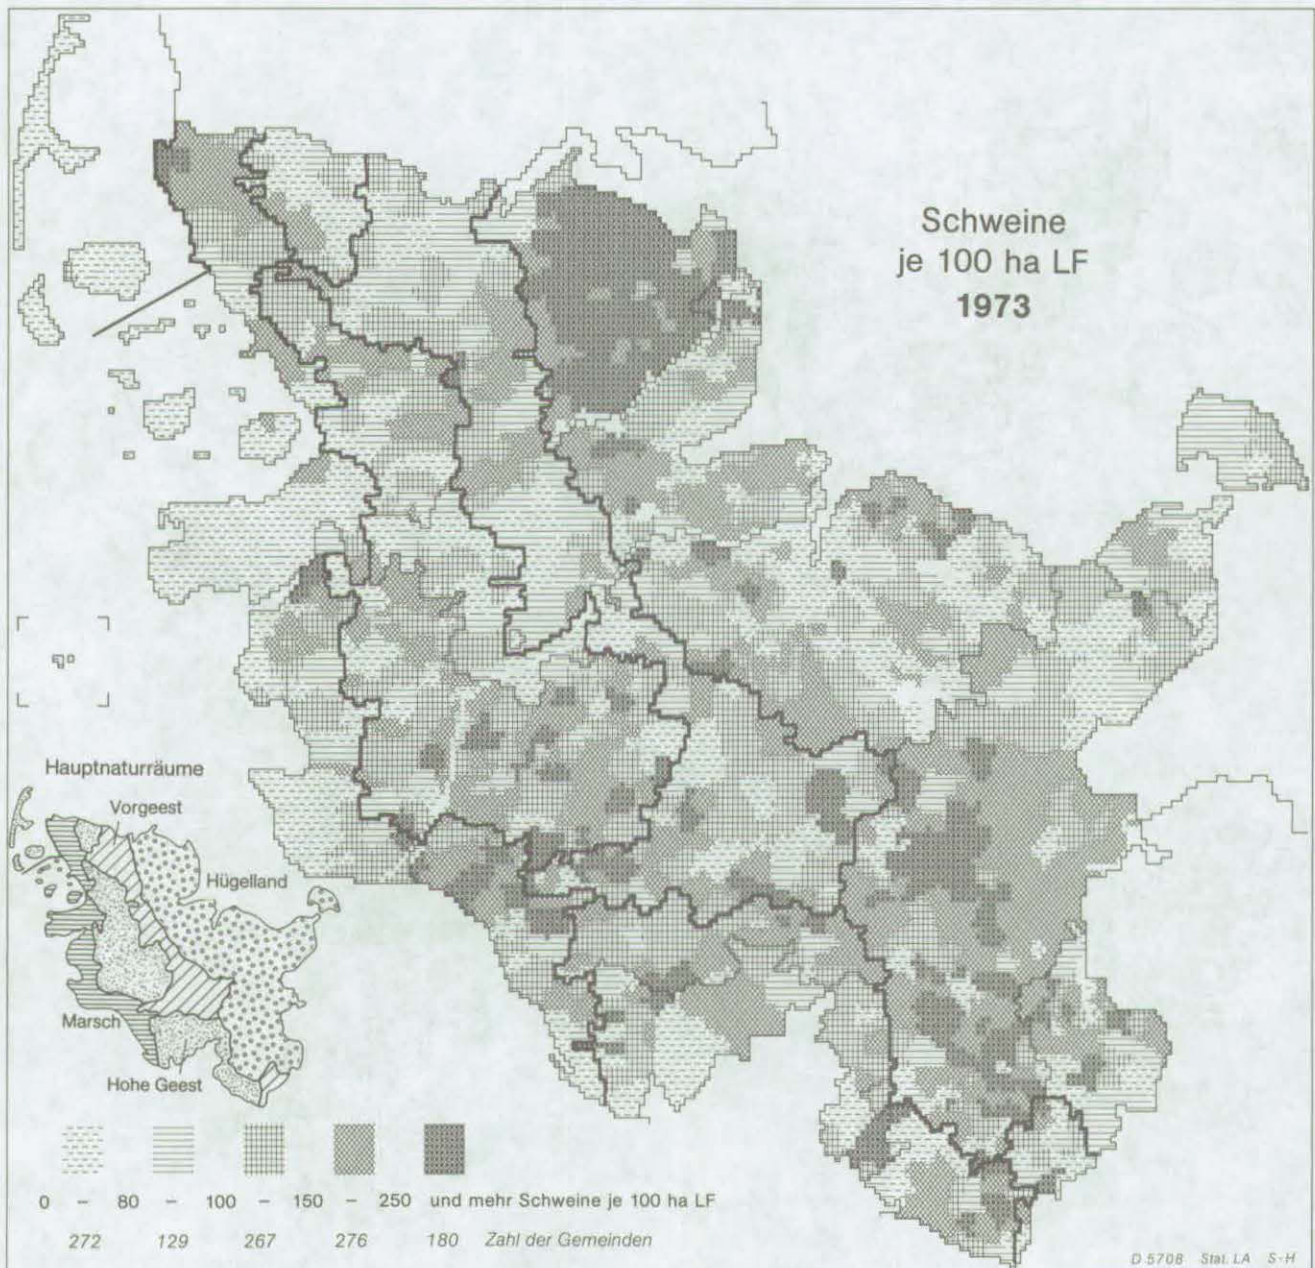 Schweine
je 100 ha LF
1973
Hauptnaturräume
Vorgeest
Hügelland
Marsch
Hohe Geest
0 – 80 – 100 – 150 – 250 und mehr Schweine je 100 ha LF
272 129 267 276 180 Zahl der Gemeinden
D 5708 Stat. LA S-H